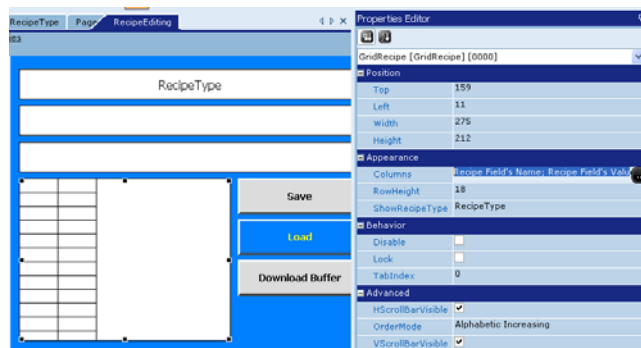 RecipeType
Page
RecipeEditing
RecipeType
Save
Load
Download Buffer
Properties Editor
GridRecipe [GridRecipe] [0000]
Position
Top 159
Left 11
Width 275
Height 212
Appearance
Columns Recipe Field's Name; Recipe Field's Valu
RowHeight 18
ShowRecipeType RecipeType
Behavior
Disable
Lock
TabIndex 0
Advanced
HScrollBarVisible
OrderMode Alphabetic Increasing
VScrollBarVisible